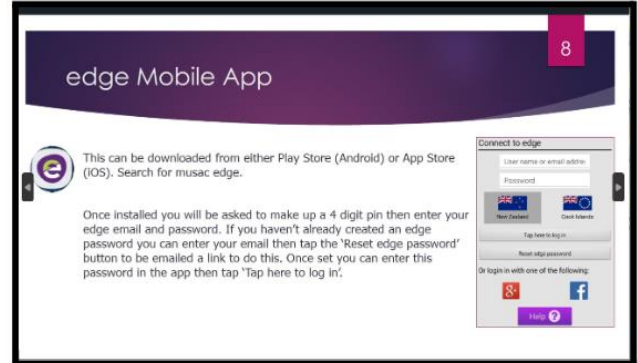 8
edge Mobile App
This can be downloaded from either Play Store (Android) or App Store
(iOS). Search for musac edge.
Once installed you will be asked to make up a 4 digit pin then enter your
edge email and password. If you haven't already created an edge
password you can enter your email then tap the 'Reset edge password'
button to be emailed a link to do this. Once set you can enter this
password in the app then tap 'Tap here to log in'.
Connect to edge
User name or email addres
Password
New Zealand
Cook Islands
Tap here to log in
Reset edge password
Or login in with one of the following:
g+
f
Help ?